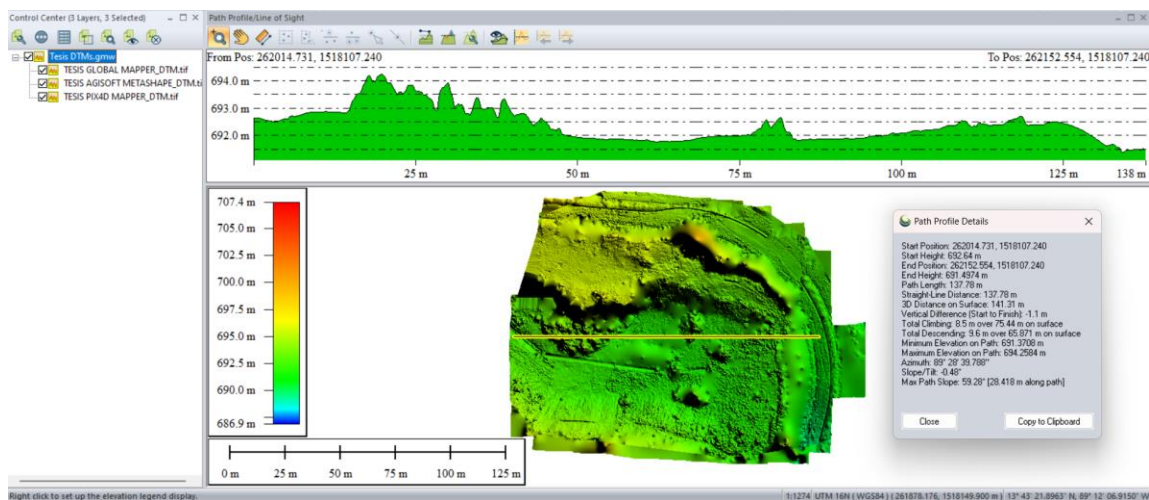 Control Center (3 Layers, 3 Selected)
Tesis DTMs.gmw
TESIS GLOBAL MAPPER_DTM.tif
TESIS AGISOFT METASHAPE_DTM.ti
TESIS PIX4D MAPPER_DTM.tif
Path Profile/Line of Sight
From Pos: 262014.731, 1518107.240
To Pos: 262152.554, 1518107.240
694.0 m
693.0 m
692.0 m
25 m
50 m
75 m
100 m
125 m
138 m
707.4 m
705.0 m
702.5 m
700.0 m
697.5 m
695.0 m
692.5 m
690.0 m
686.9 m
0 m
25 m
50 m
75 m
100 m
125 m
Path Profile Details
Start Position: 262014.731, 1518107.240
Start Height: 692.64 m
End Position: 262152.554, 1518107.240
End Height: 691.4974 m
Path Length: 137.78 m
Straight-Line Distance: 137.78 m
3D Distance on Surface: 141.31 m
Vertical Difference (Start to Finish): -1.1 m
Total Climbing: 8.5 m over 75.44 m on surface
Total Descending: 9.6 m over 65.871 m on surface
Minimum Elevation on Path: 691.3708 m
Maximum Elevation on Path: 694.2584 m
Azimuth: 89° 28' 39.788"
Slope/Tilt: -0.48°
Max Path Slope: 59.28° [28.418 m along path]
Close
Copy to Clipboard
Right click to set up the elevation legend display.
1:1274 UTM 16N ( WGS84 ) ( 261878.176, 1518149.900 m ) 13° 43' 21.8963" N, 89° 12' 06.9150" W